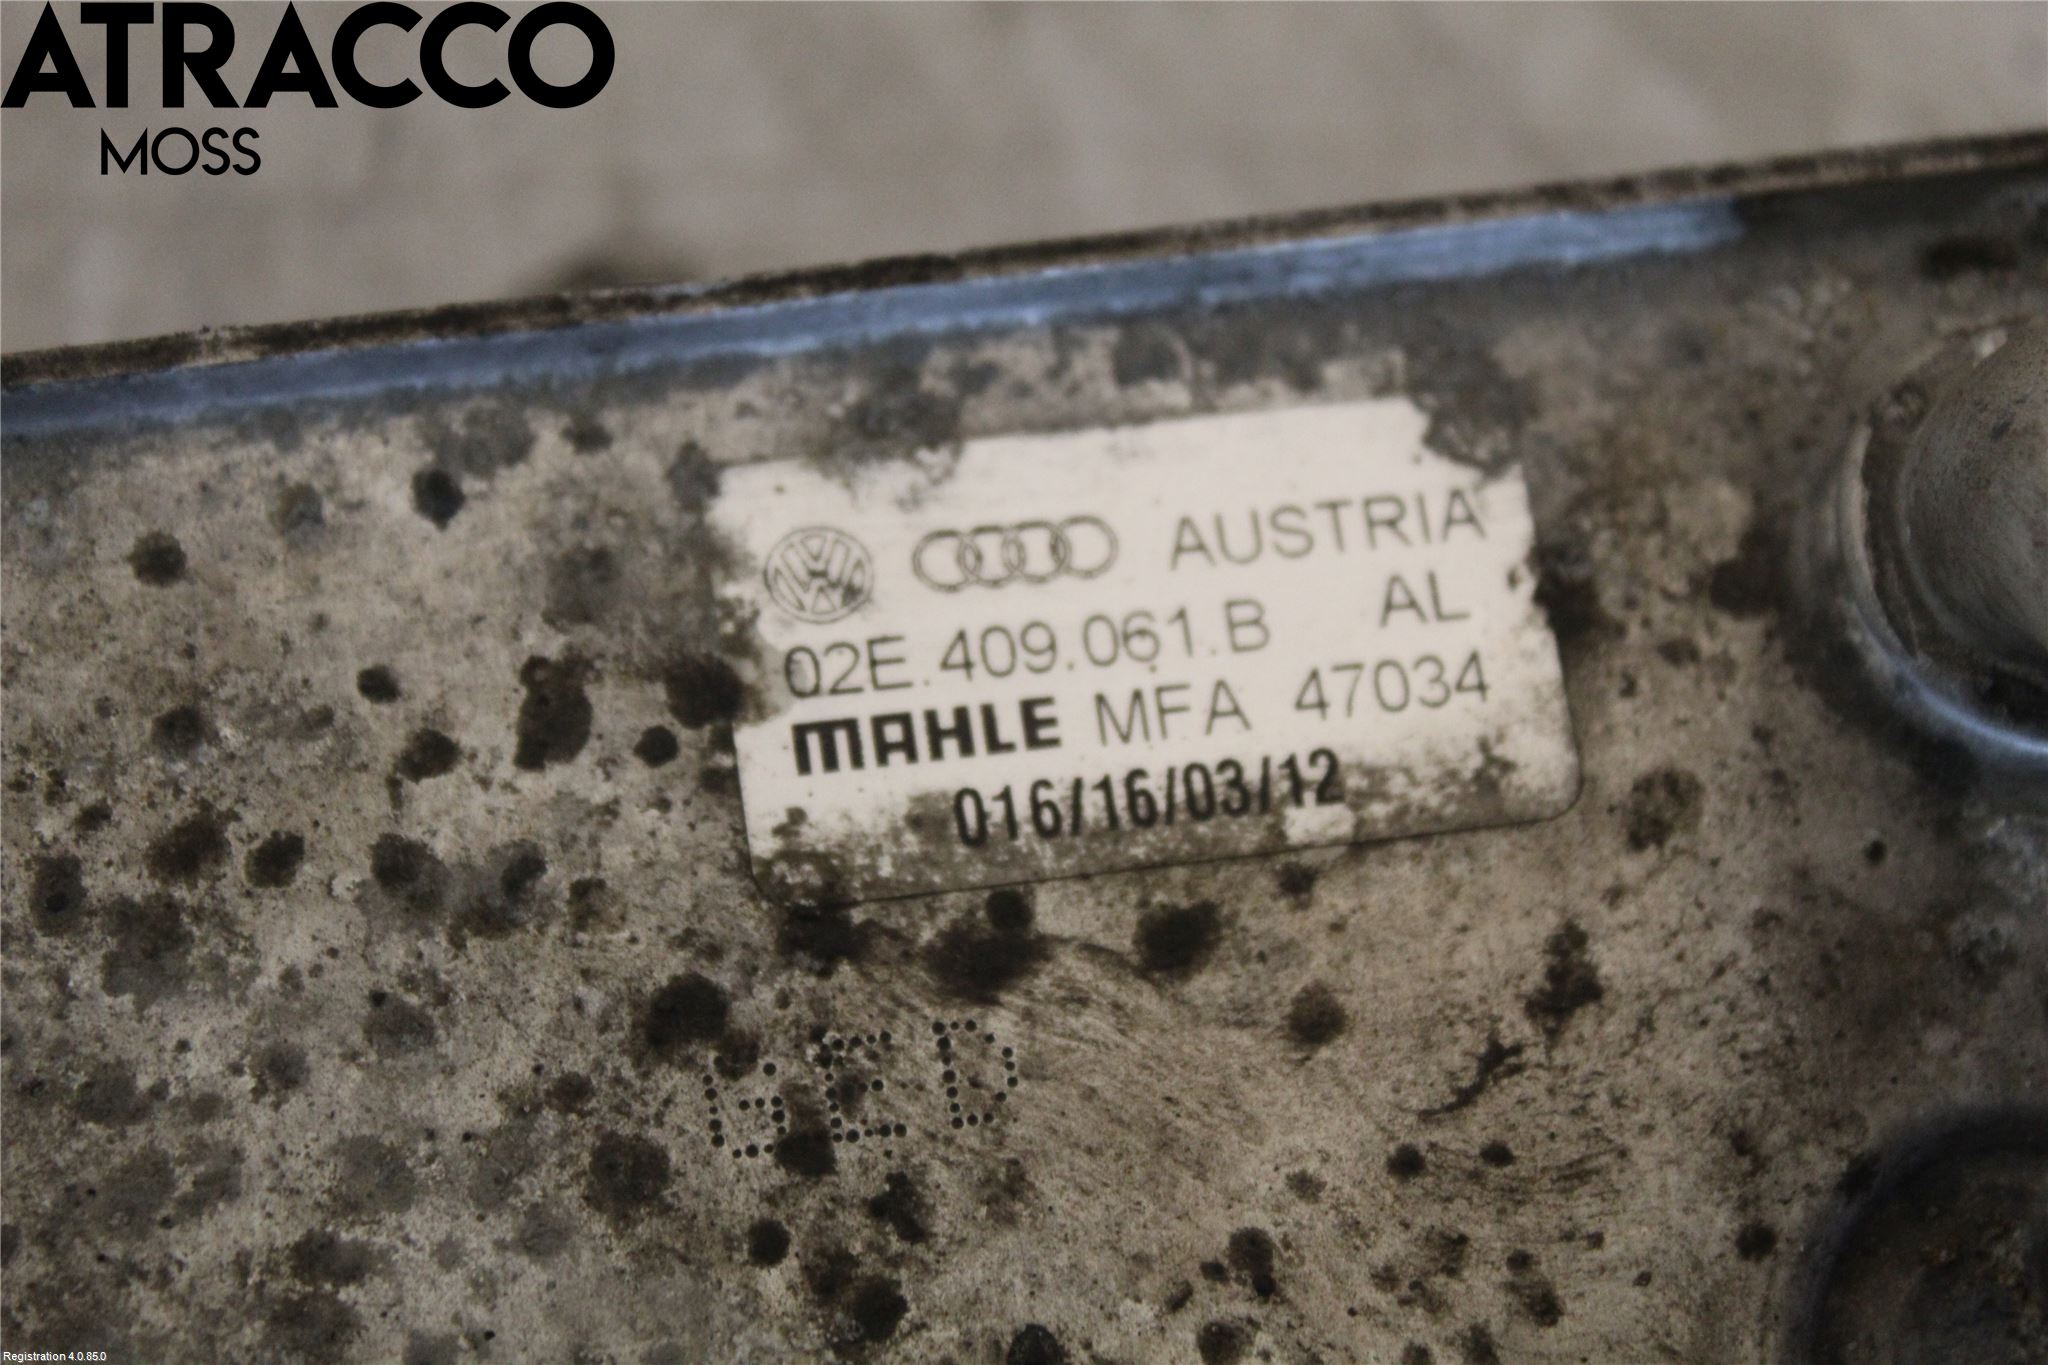 ATRACCO
MOSS
AUSTRIA
02E.409.061.B AL
MAHLE MFA 47034
016/16/03/12
GED
Registration 4.0.85.0